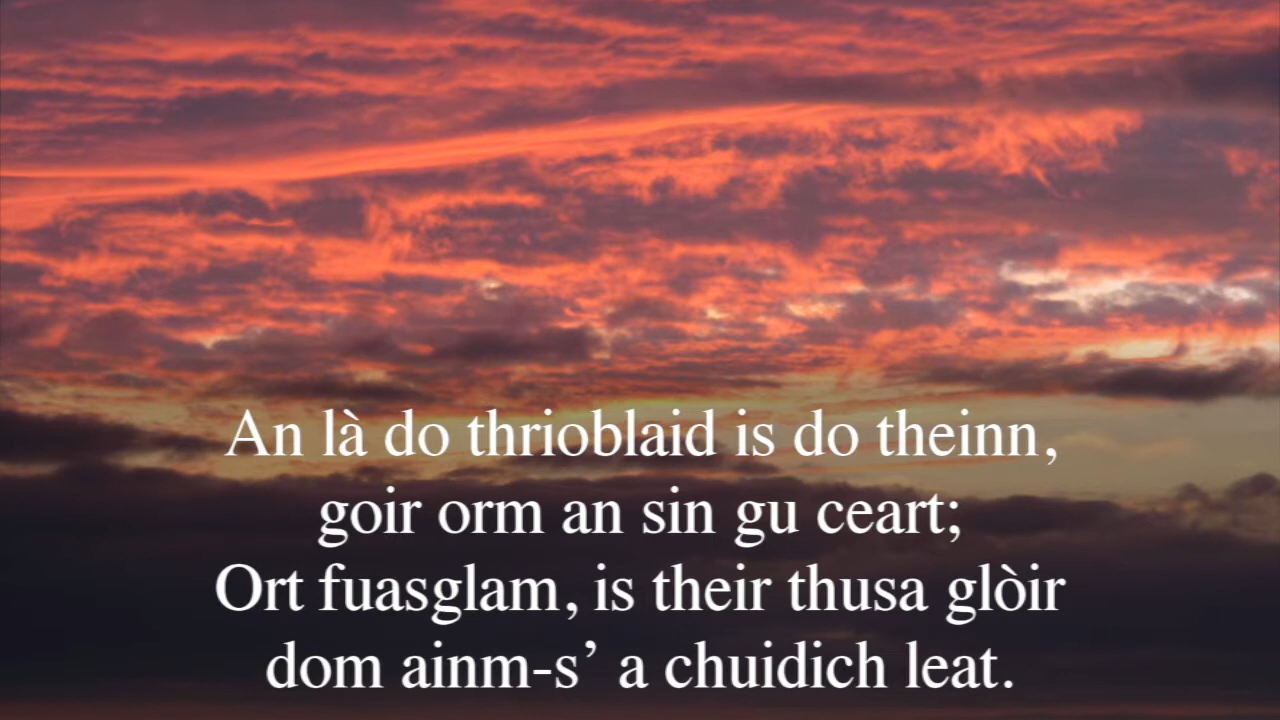 An là do thrioblaid is do theinn,
goir orm an sin gu ceart;
Ort fuasglam, is their thusa glòir
dom ainm-s’ a chuidich leat.